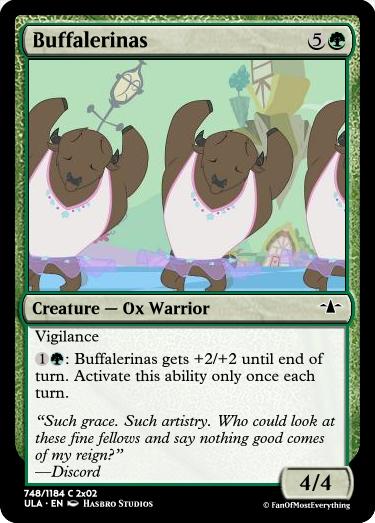 Buffalerinas 5
Creature — Ox Warrior
Vigilance
1: Buffalerinas gets +2/+2 until end of
turn. Activate this ability only once each
turn.
“Such grace. Such artistry. Who could look at
these fine fellows and say nothing good comes
of my reign?”
—Discord
4/4
748/1184 C 2x02
ULA • EN Hasbro Studios
© FanOfMostEverything